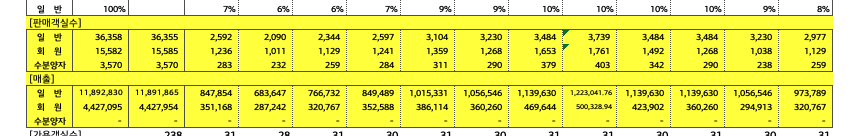 일 반 100% 7% 6% 6% 7% 9% 9% 10% 10% 10% 10% 9% 8%
[판매객실수]
일 반 36,358 36,355 2,592 2,090 2,344 2,597 3,104 3,230 3,484 3,739 3,484 3,484 3,230 2,977
회 원 15,582 15,585 1,236 1,011 1,129 1,241 1,359 1,268 1,653 1,761 1,492 1,268 1,038 1,129
수분양자 3,570 3,570 283 232 259 284 311 290 379 403 342 290 238 259
[매출]
일 반 11,892,830 11,891,865 847,854 683,647 766,732 849,489 1,015,331 1,056,546 1,139,630 1,223,041.76 1,139,630 1,139,630 1,056,546 973,789
회 원 4,427,095 4,427,954 351,168 287,242 320,767 352,588 386,114 360,260 469,644 500,328.94 423,902 360,260 294,913 320,767
수분양자 - - - - - - - - - - - - - -